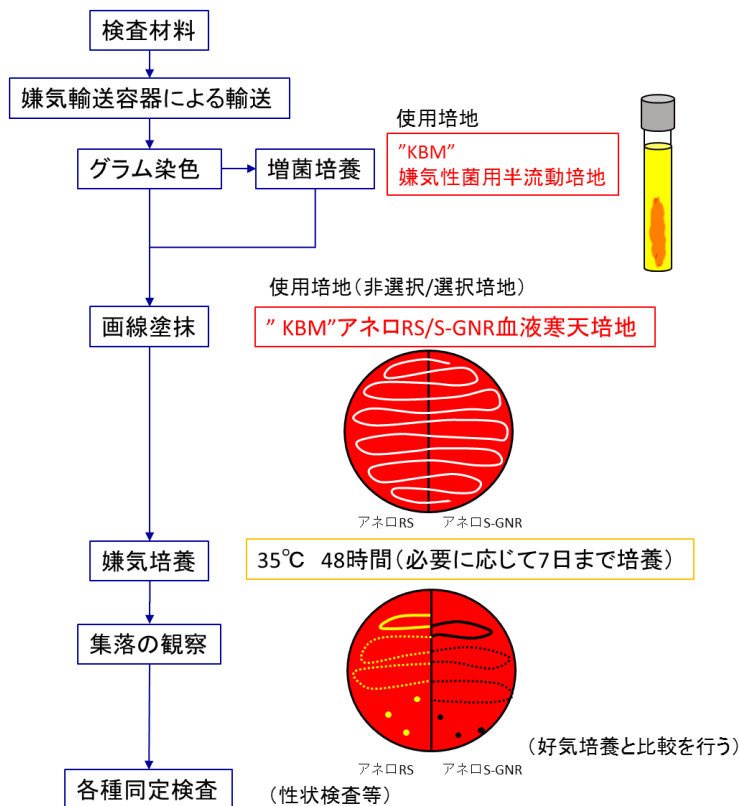 検査材料
嫌気輸送容器による輸送
使用培地
グラム染色
増菌培養
”KBM”
嫌気性菌用半流動培地
使用培地（非選択/選択培地）
画線塗抹
” KBM”アネロRS/S-GNR血液寒天培地
アネロRS
アネロS-GNR
嫌気培養
35℃ 48時間（必要に応じて7日まで培養）
集落の観察
（好気培養と比較を行う）
アネロRS
アネロS-GNR
各種同定検査
（性状検査等）